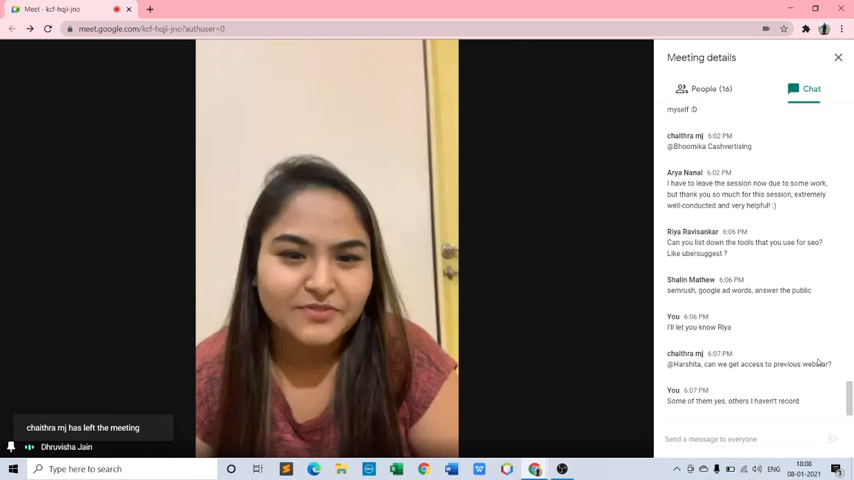 Meet - kcf-hqji-jno
meet.google.com/kcf-hqji-jno?authuser=0
Meeting details
People (16)
Chat
myself :D
chaithra mj 6:02 PM
@Bhoomika Cashvertising
Arya Nanal 6:02 PM
I have to leave the session now due to some work,
but thank you so much for this session, extremely
well-conducted and very helpful! :)
Riya Ravisankar 6:06 PM
Can you list down the tools that you use for seo?
Like ubersuggest ?
Shalin Mathew 6:06 PM
semrush, google ad words, answer the public
You 6:06 PM
I'll let you know Riya
chaithra mj 6:07 PM
@Harshita, can we get access to previous webinar?
You 6:07 PM
Some of them yes, others I haven't record
Send a message to everyone
chaithra mj has left the meeting
Dhruvisha Jain
Type here to search
ENG
18:08
08-01-2021
3